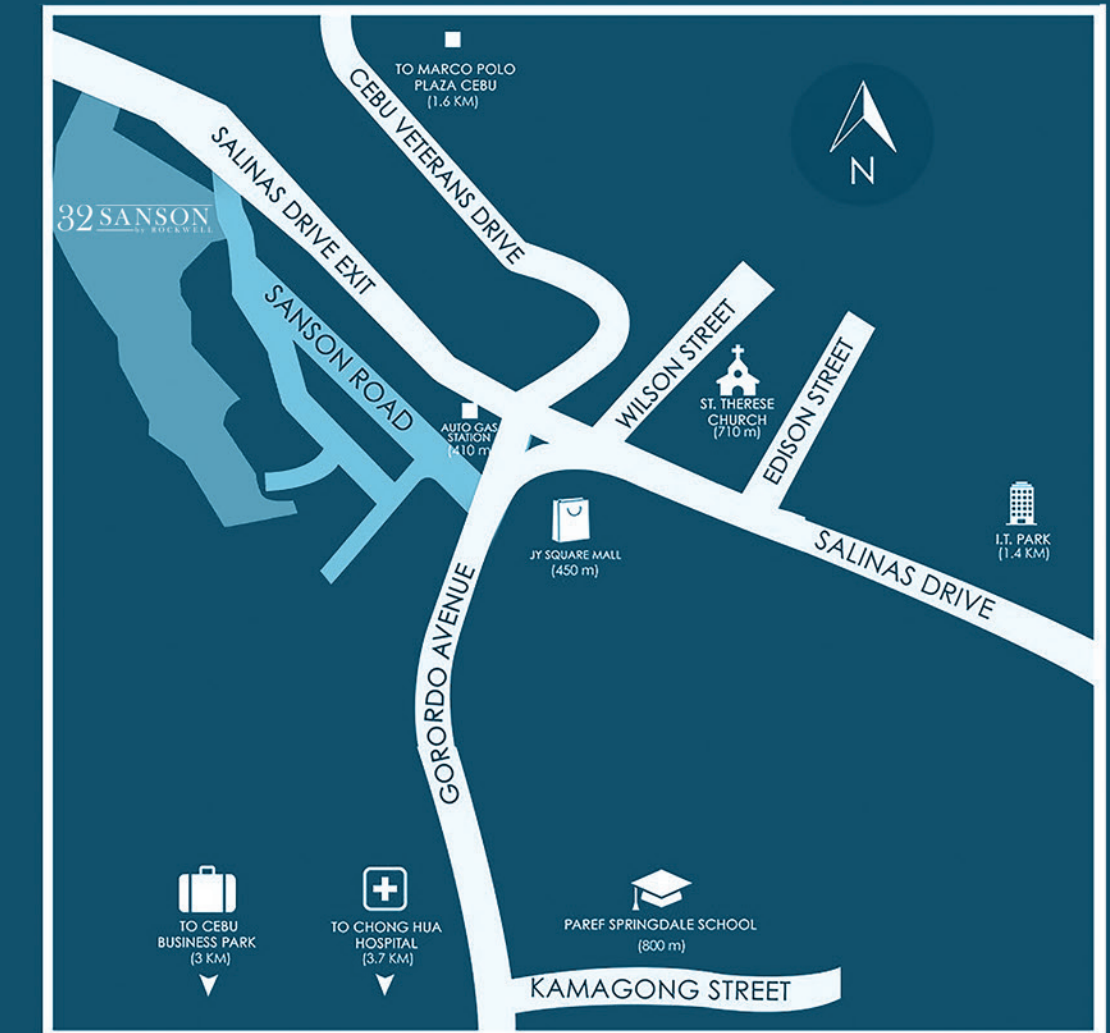 TO MARCO POLO
PLAZA CEBU
(1.6 KM)
CEBU VETERANS DRIVE
N
SALINAS DRIVE EXIT
32 SANSON
by ROCKWELL
SANSON ROAD
WILSON STREET
EDISON STREET
ST. THERESE
CHURCH
(710 m)
AUTO GAS
STATION
(410 m
JY SQUARE MALL
(450 m)
I.T. PARK
(1.4 KM)
SALINAS DRIVE
GORORDO AVENUE
TO CEBU
BUSINESS PARK
(3 KM)
TO CHONG HUA
HOSPITAL
(3.7 KM)
PAREF SPRINGDALE SCHOOL
(800 m)
KAMAGONG STREET